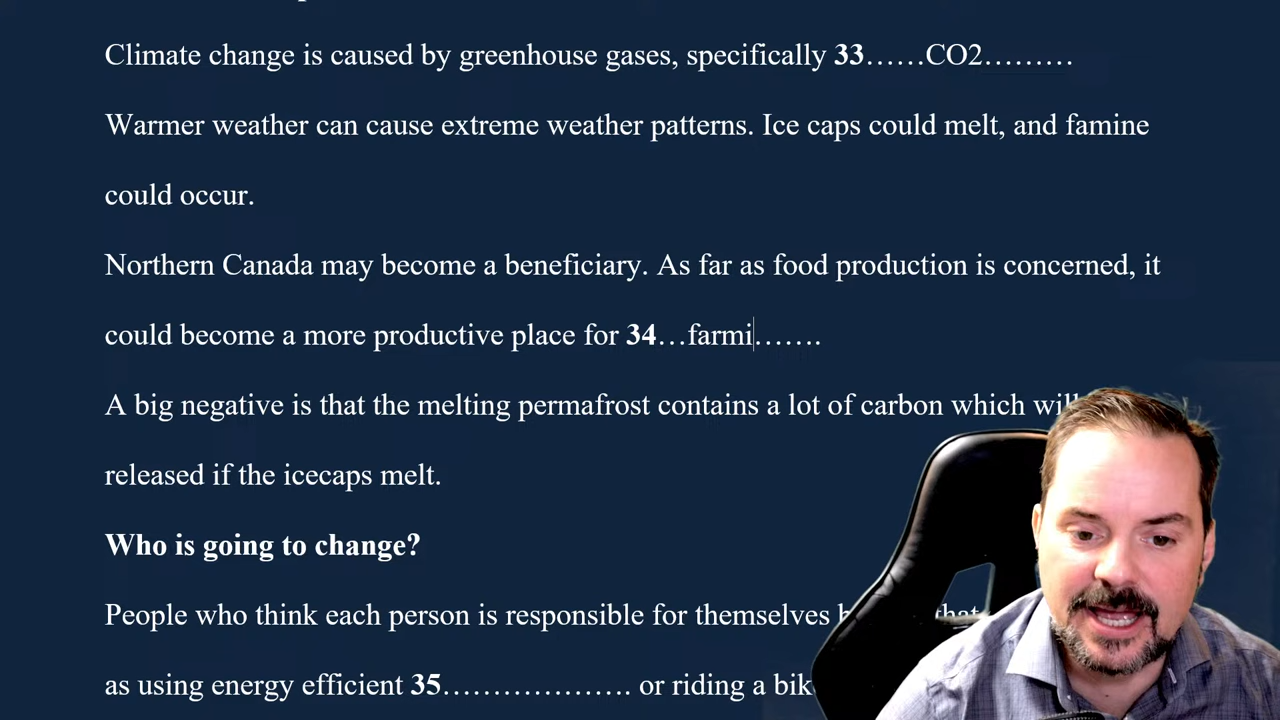 Climate change is caused by greenhouse gases, specifically 33......CO2.........
Warmer weather can cause extreme weather patterns. Ice caps could melt, and famine
could occur.
Northern Canada may become a beneficiary. As far as food production is concerned, it
could become a more productive place for 34...farmi.......
A big negative is that the melting permafrost contains a lot of carbon which will
released if the icecaps melt.
Who is going to change?
People who think each person is responsible for themselves that
as using energy efficient 35................... or riding a